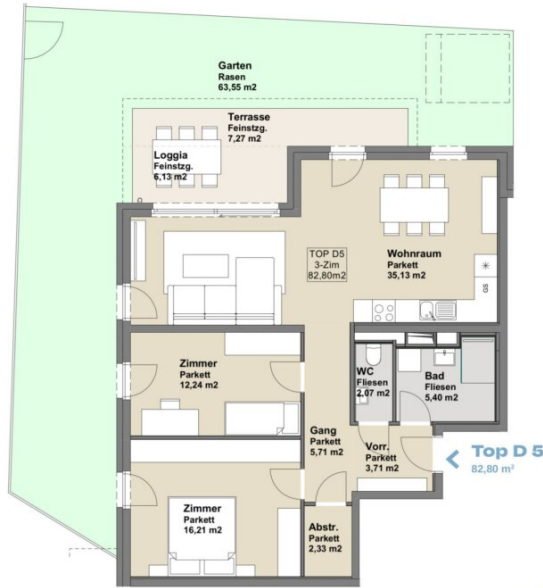 Garten
Rasen
63,55 m2
Terrasse
Feinstzg.
7,27 m2
Loggia
Feinstzg.
6,13 m2
TOP D5
3-Zim
82,80m2
Wohnraum
Parkett
35,13 m2
GS
Zimmer
Parkett
12,24 m2
WC
Fliesen
2,07 m2
Bad
Fliesen
5,40 m2
Gang
Parkett
5,71 m2
Vorr.
Parkett
3,71 m2
Top D 5
82,80 m²
Zimmer
Parkett
16,21 m2
Abstr.
Parkett
2,33 m2